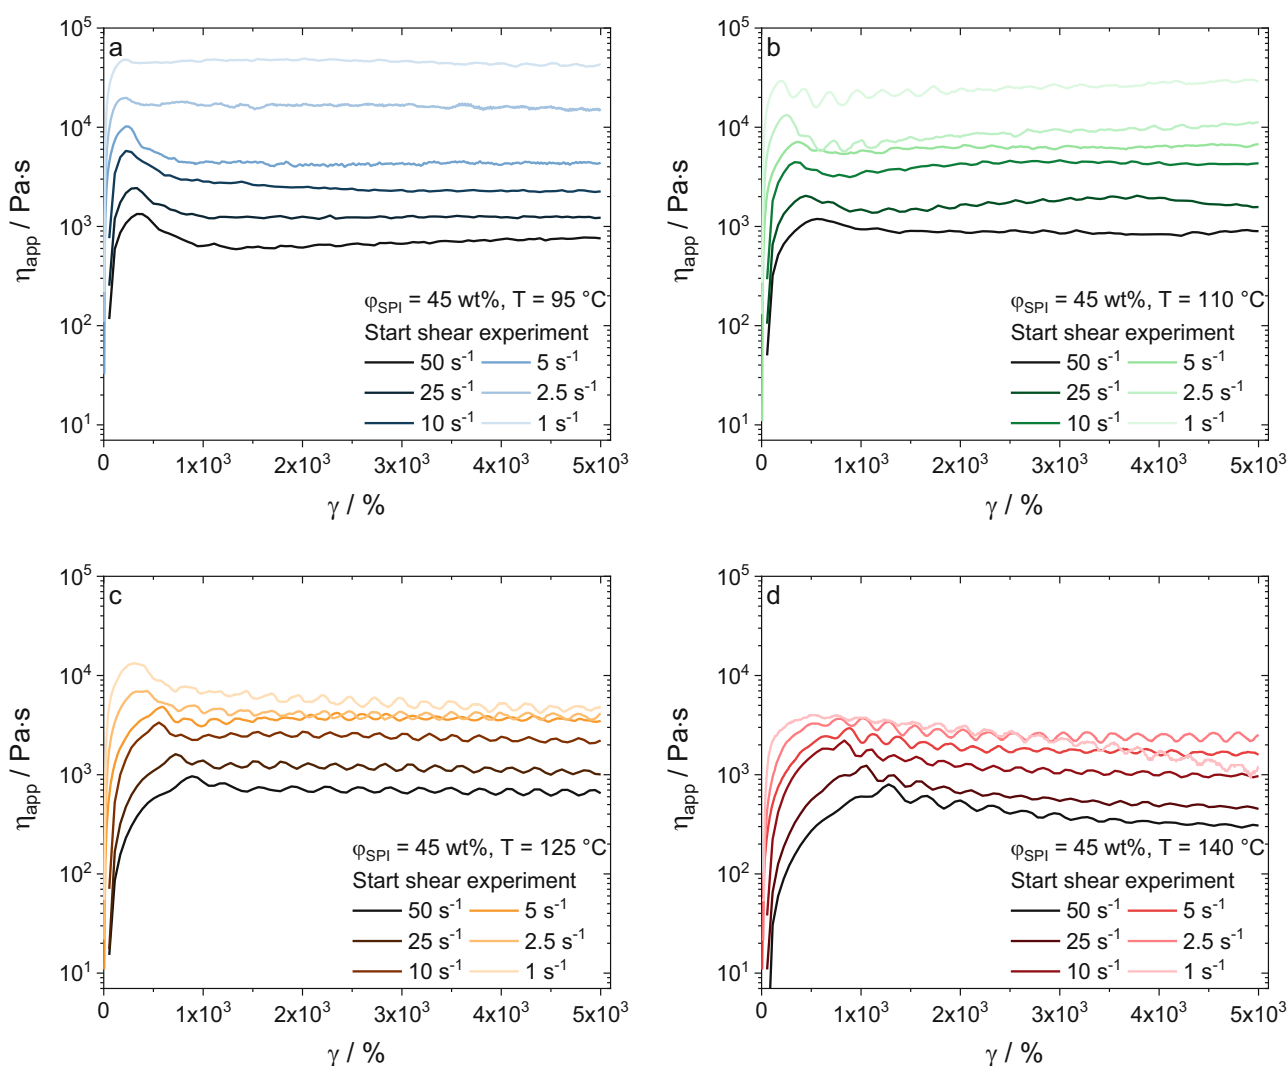 a
10⁵
10⁴
10³
10²
10¹
η_app / Pa·s
φ_SPI = 45 wt%, T = 95 °C
Start shear experiment
50 s⁻¹ 5 s⁻¹
25 s⁻¹ 2.5 s⁻¹
10 s⁻¹ 1 s⁻¹
0 1x10³ 2x10³ 3x10³ 4x10³ 5x10³
γ / %
b
10⁵
10⁴
10³
10²
10¹
η_app / Pa·s
φ_SPI = 45 wt%, T = 110 °C
Start shear experiment
50 s⁻¹ 5 s⁻¹
25 s⁻¹ 2.5 s⁻¹
10 s⁻¹ 1 s⁻¹
0 1x10³ 2x10³ 3x10³ 4x10³ 5x10³
γ / %
c
10⁵
10⁴
10³
10²
10¹
η_app / Pa·s
φ_SPI = 45 wt%, T = 125 °C
Start shear experiment
50 s⁻¹ 5 s⁻¹
25 s⁻¹ 2.5 s⁻¹
10 s⁻¹ 1 s⁻¹
0 1x10³ 2x10³ 3x10³ 4x10³ 5x10³
γ / %
d
10⁵
10⁴
10³
10²
10¹
η_app / Pa·s
φ_SPI = 45 wt%, T = 140 °C
Start shear experiment
50 s⁻¹ 5 s⁻¹
25 s⁻¹ 2.5 s⁻¹
10 s⁻¹ 1 s⁻¹
0 1x10³ 2x10³ 3x10³ 4x10³ 5x10³
γ / %